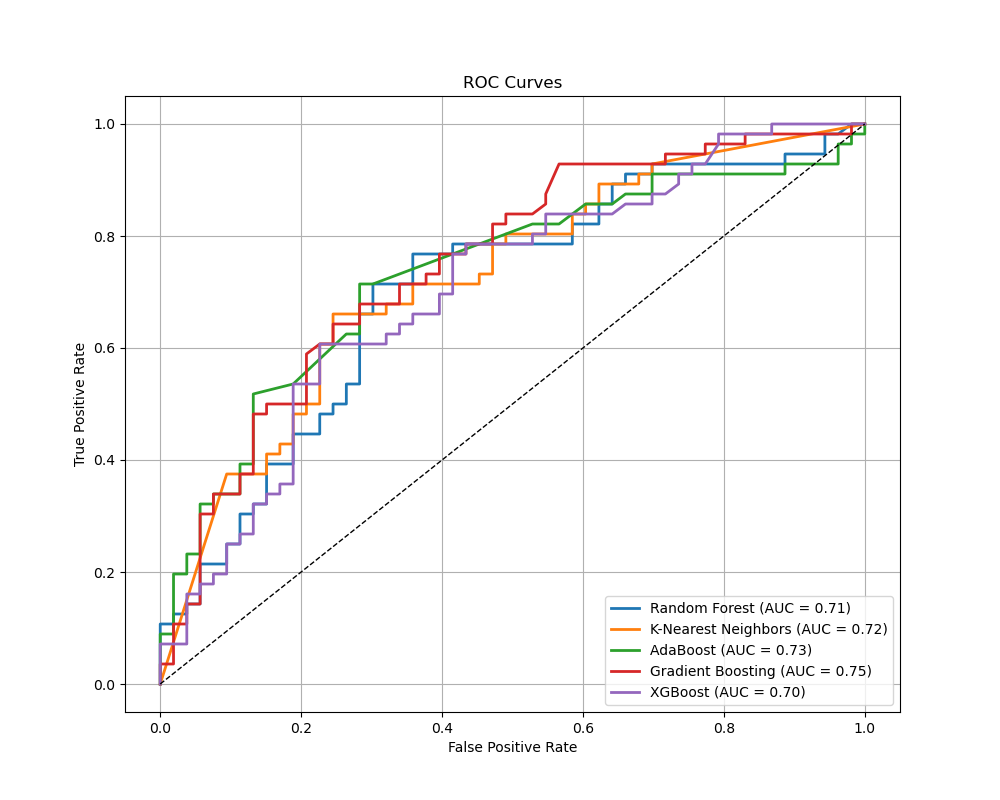 ROC Curves
True Positive Rate
1.0
0.8
0.6
0.4
0.2
0.0
Random Forest (AUC = 0.71)
K-Nearest Neighbors (AUC = 0.72)
AdaBoost (AUC = 0.73)
Gradient Boosting (AUC = 0.75)
XGBoost (AUC = 0.70)
0.0 0.2 0.4 0.6 0.8 1.0
False Positive Rate